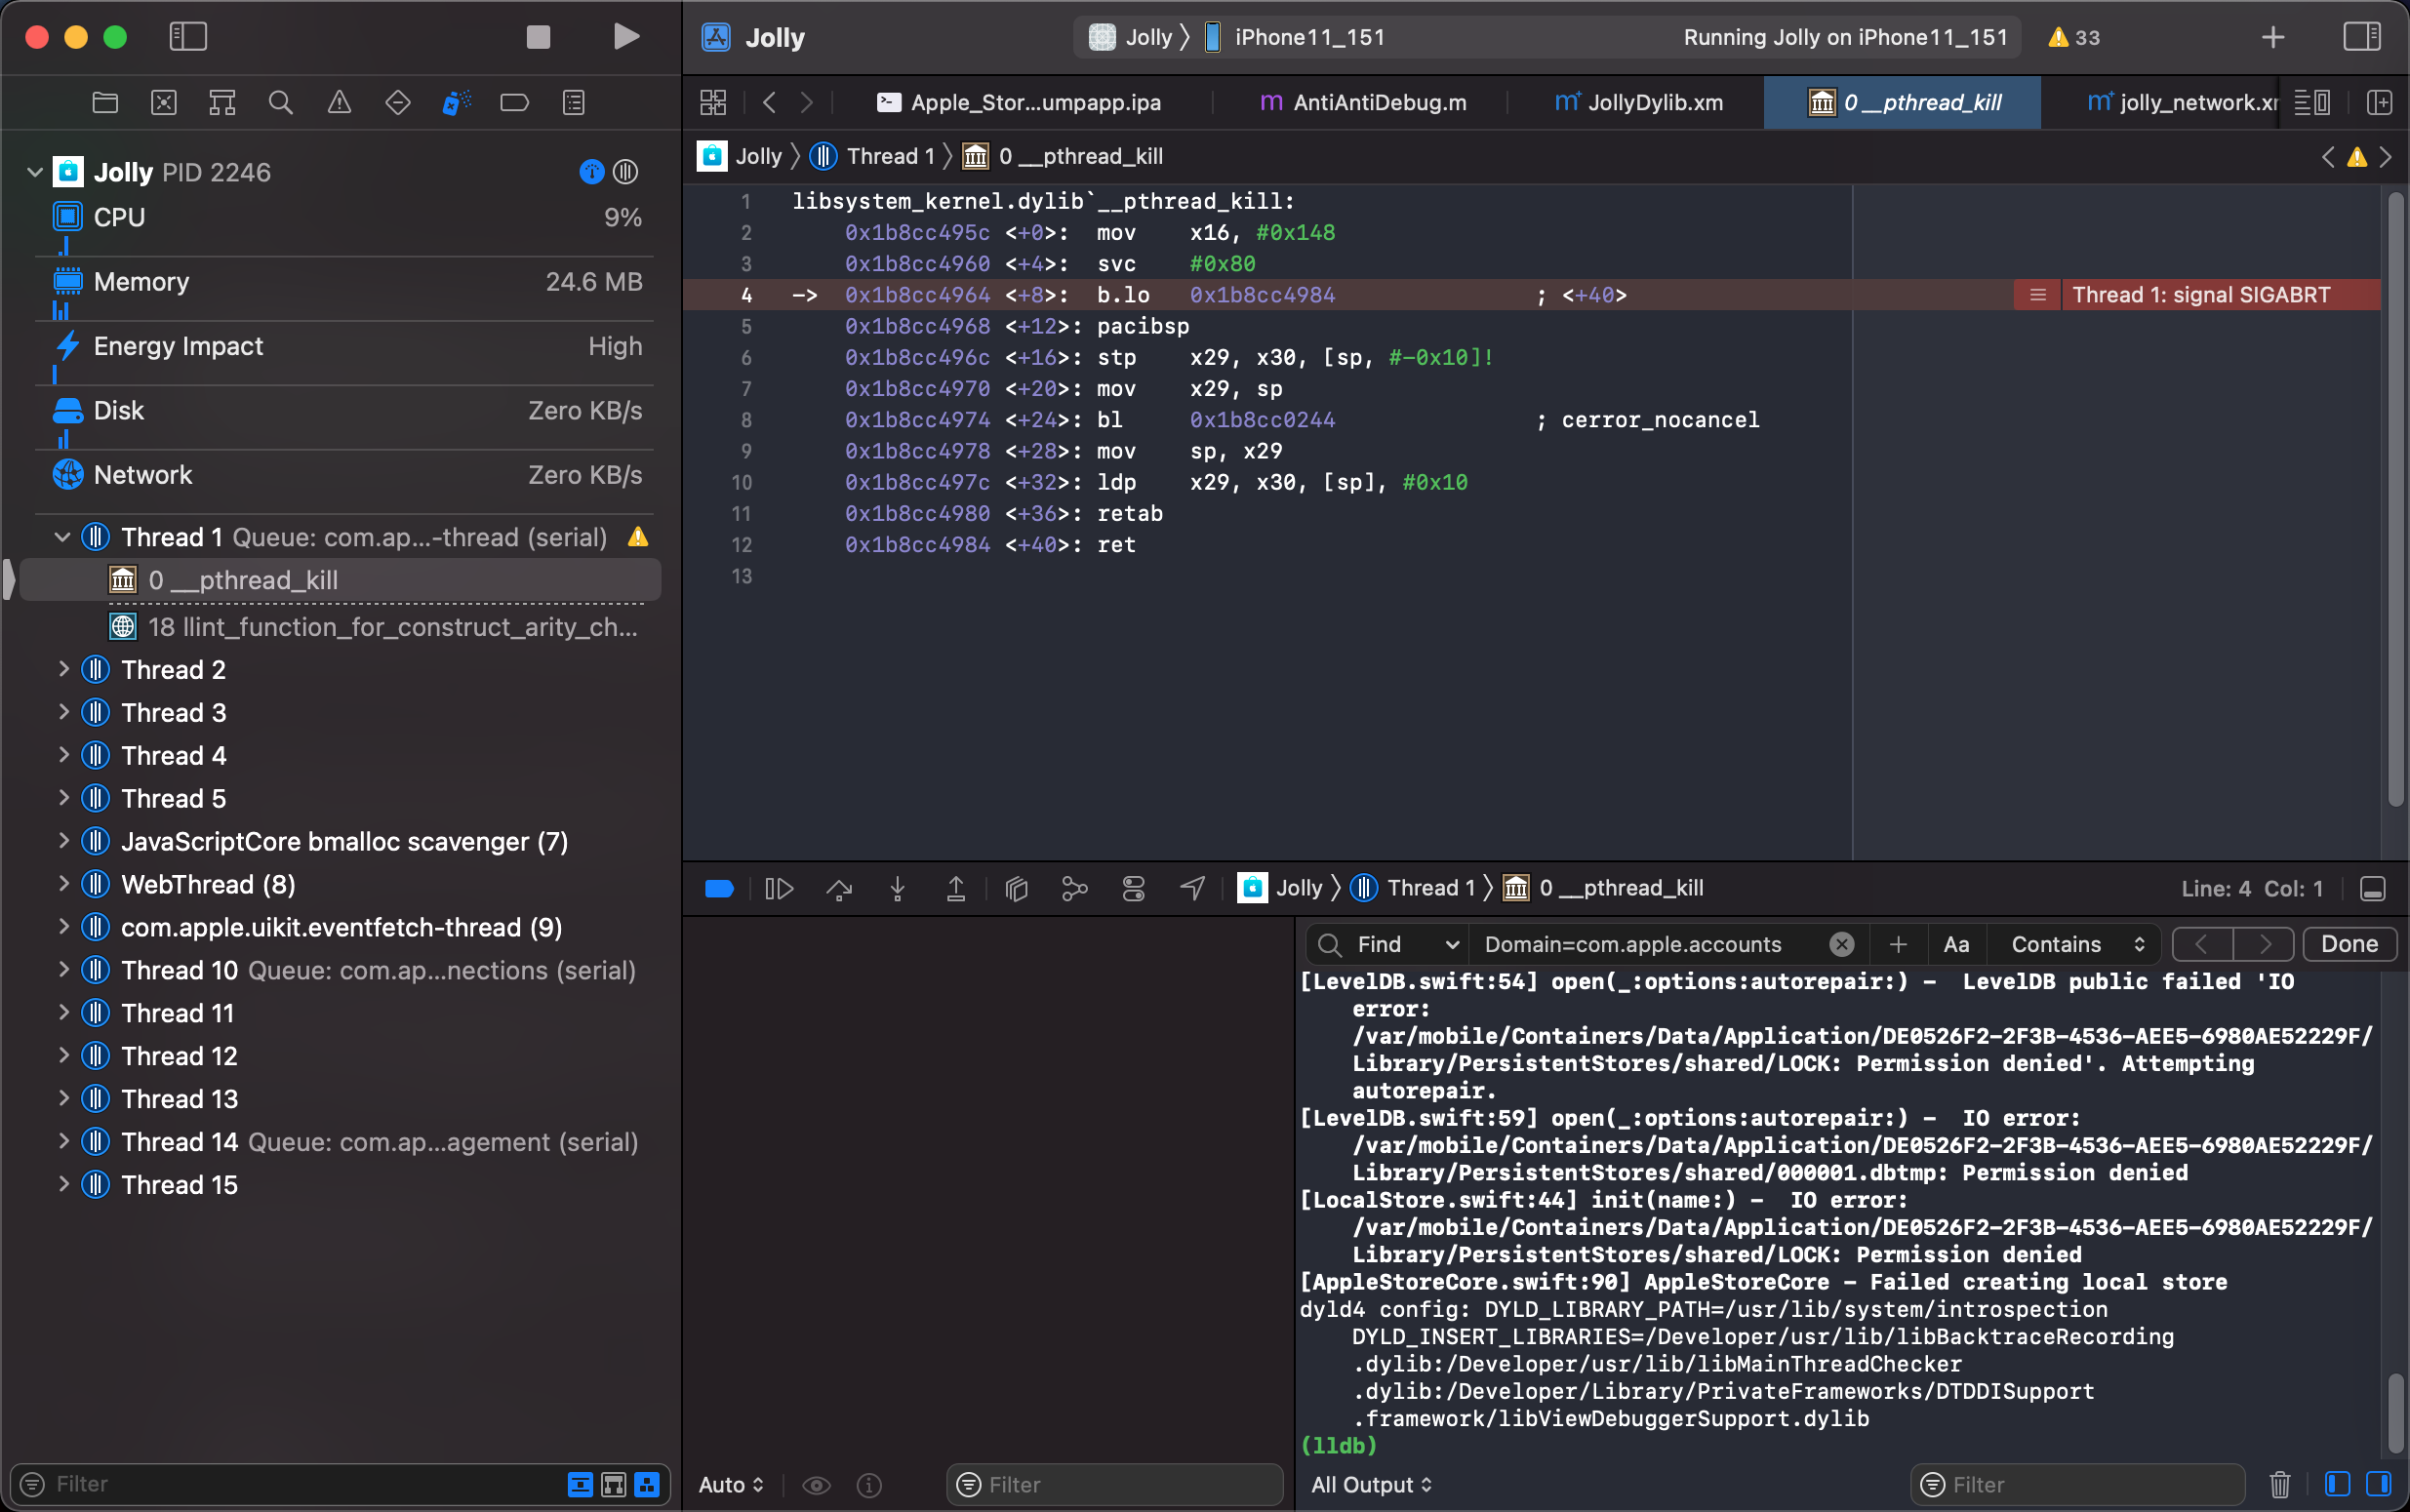 Jolly
Jolly 〉 iPhone11_151
Running Jolly on iPhone11_151
33
Apple_Stor...umpapp.ipa
m AntiAntiDebug.m
m+ JollyDylib.xm
0 __pthread_kill
m+ jolly_network.xr
Jolly PID 2246
CPU 9%
Memory 24.6 MB
Energy Impact High
Disk Zero KB/s
Network Zero KB/s
Thread 1 Queue: com.ap...-thread (serial)
0 __pthread_kill
18 llint_function_for_construct_arity_ch...
Thread 2
Thread 3
Thread 4
Thread 5
JavaScriptCore bmalloc scavenger (7)
WebThread (8)
com.apple.uikit.eventfetch-thread (9)
Thread 10 Queue: com.ap...nections (serial)
Thread 11
Thread 12
Thread 13
Thread 14 Queue: com.ap...agement (serial)
Thread 15
Filter
Jolly 〉 Thread 1 〉 0 __pthread_kill
1 libsystem_kernel.dylib`__pthread_kill:
2 0x1b8cc495c <+0>: mov x16, #0x148
3 0x1b8cc4960 <+4>: svc #0x80
4 -> 0x1b8cc4964 <+8>: b.lo 0x1b8cc4984 ; <+40> Thread 1: signal SIGABRT
5 0x1b8cc4968 <+12>: pacibsp
6 0x1b8cc496c <+16>: stp x29, x30, [sp, #-0x10]!
7 0x1b8cc4970 <+20>: mov x29, sp
8 0x1b8cc4974 <+24>: bl 0x1b8cc0244 ; cerror_nocancel
9 0x1b8cc4978 <+28>: mov sp, x29
10 0x1b8cc497c <+32>: ldp x29, x30, [sp], #0x10
11 0x1b8cc4980 <+36>: retab
12 0x1b8cc4984 <+40>: ret
13
Jolly 〉 Thread 1 〉 0 __pthread_kill
Line: 4 Col: 1
Find Domain=com.apple.accounts Aa Contains Done
[LevelDB.swift:54] open(_:options:autorepair:) - LevelDB public failed 'IO
error:
/var/mobile/Containers/Data/Application/DE0526F2-2F3B-4536-AEE5-6980AE52229F/
Library/PersistentStores/shared/LOCK: Permission denied'. Attempting
autorepair.
[LevelDB.swift:59] open(_:options:autorepair:) - IO error:
/var/mobile/Containers/Data/Application/DE0526F2-2F3B-4536-AEE5-6980AE52229F/
Library/PersistentStores/shared/000001.dbtmp: Permission denied
[LocalStore.swift:44] init(name:) - IO error:
/var/mobile/Containers/Data/Application/DE0526F2-2F3B-4536-AEE5-6980AE52229F/
Library/PersistentStores/shared/LOCK: Permission denied
[AppleStoreCore.swift:90] AppleStoreCore - Failed creating local store
dyld4 config: DYLD_LIBRARY_PATH=/usr/lib/system/introspection
DYLD_INSERT_LIBRARIES=/Developer/usr/lib/libBacktraceRecording
.dylib:/Developer/usr/lib/libMainThreadChecker
.dylib:/Developer/Library/PrivateFrameworks/DTDDISupport
.framework/libViewDebuggerSupport.dylib
(lldb)
Auto
Filter
All Output
Filter